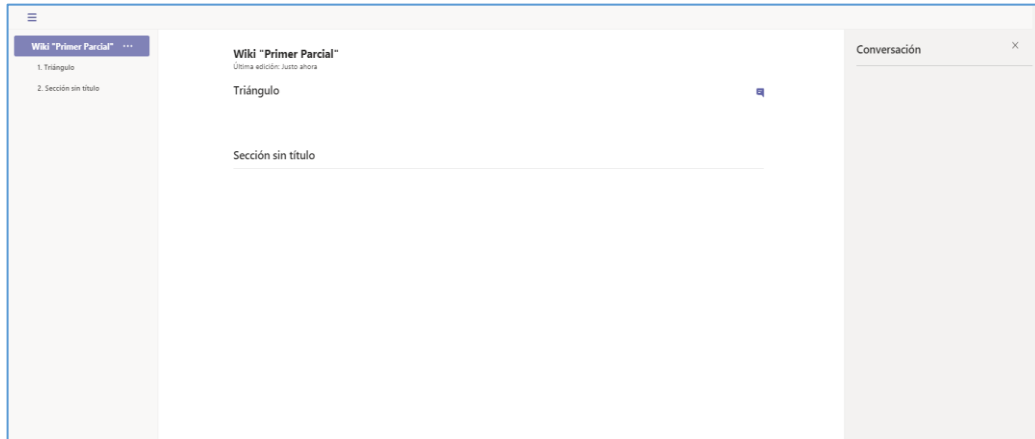 Wiki "Primer Parcial" ...
1. Triángulo
2. Sección sin título
Wiki "Primer Parcial"
Última edición: Justo ahora
Triángulo
Sección sin título
Conversación